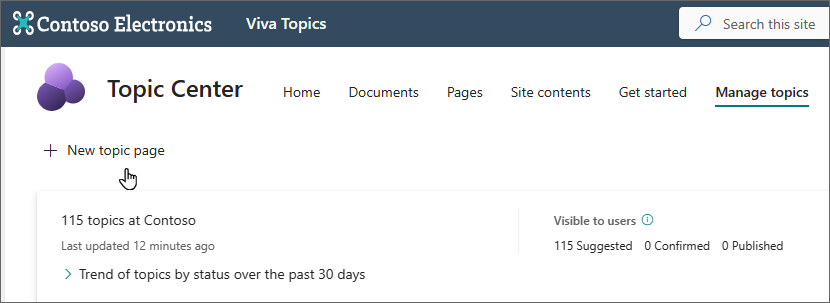 Contoso Electronics Viva Topics Search this site
Topic Center Home Documents Pages Site contents Get started Manage topics
+ New topic page
115 topics at Contoso
Last updated 12 minutes ago
Trend of topics by status over the past 30 days
Visible to users
115 Suggested 0 Confirmed 0 Published